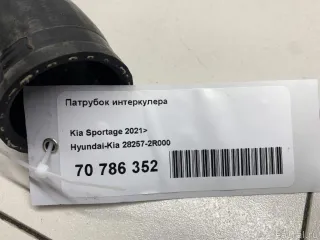 Патрубок интеркулера
Kia Sportage 2021>
Hyundai-Kia 28257-2R000
70 786 352